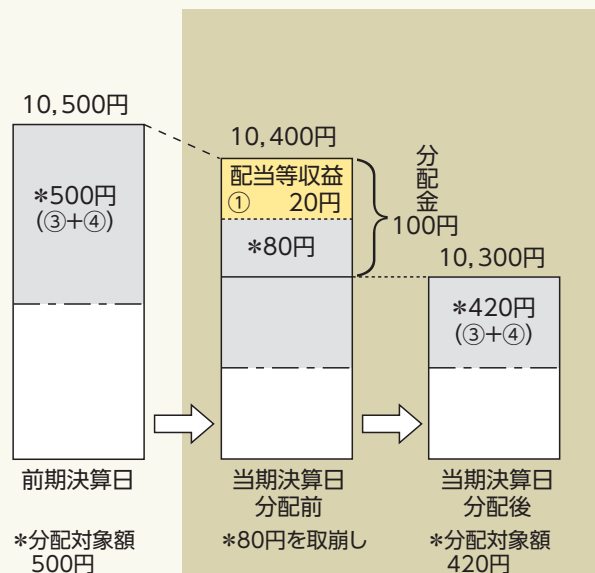 10,500円
*500円
(③+④)
前期決算日
*分配対象額
500円
10,400円
配当等収益
① 20円
*80円
分配金
100円
当期決算日
分配前
*80円を取崩し
10,300円
*420円
(③+④)
当期決算日
分配後
*分配対象額
420円